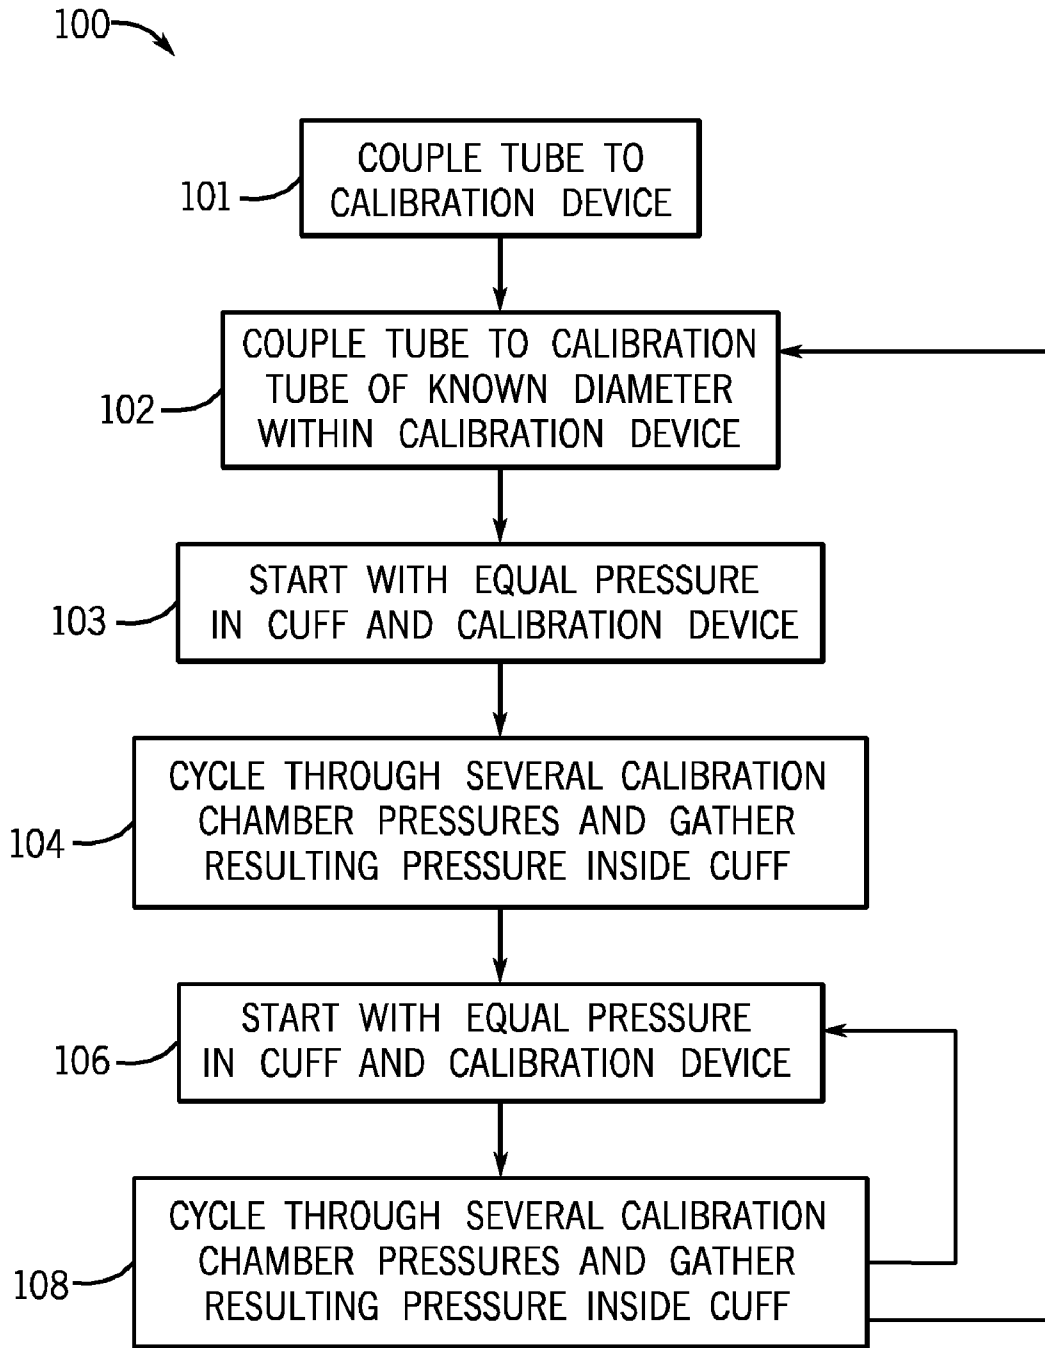 100
COUPLE TUBE TO
CALIBRATION DEVICE
101
COUPLE TUBE TO CALIBRATION
TUBE OF KNOWN DIAMETER
WITHIN CALIBRATION DEVICE
102
START WITH EQUAL PRESSURE
IN CUFF AND CALIBRATION DEVICE
103
CYCLE THROUGH SEVERAL CALIBRATION
CHAMBER PRESSURES AND GATHER
RESULTING PRESSURE INSIDE CUFF
104
START WITH EQUAL PRESSURE
IN CUFF AND CALIBRATION DEVICE
106
CYCLE THROUGH SEVERAL CALIBRATION
CHAMBER PRESSURES AND GATHER
RESULTING PRESSURE INSIDE CUFF
108